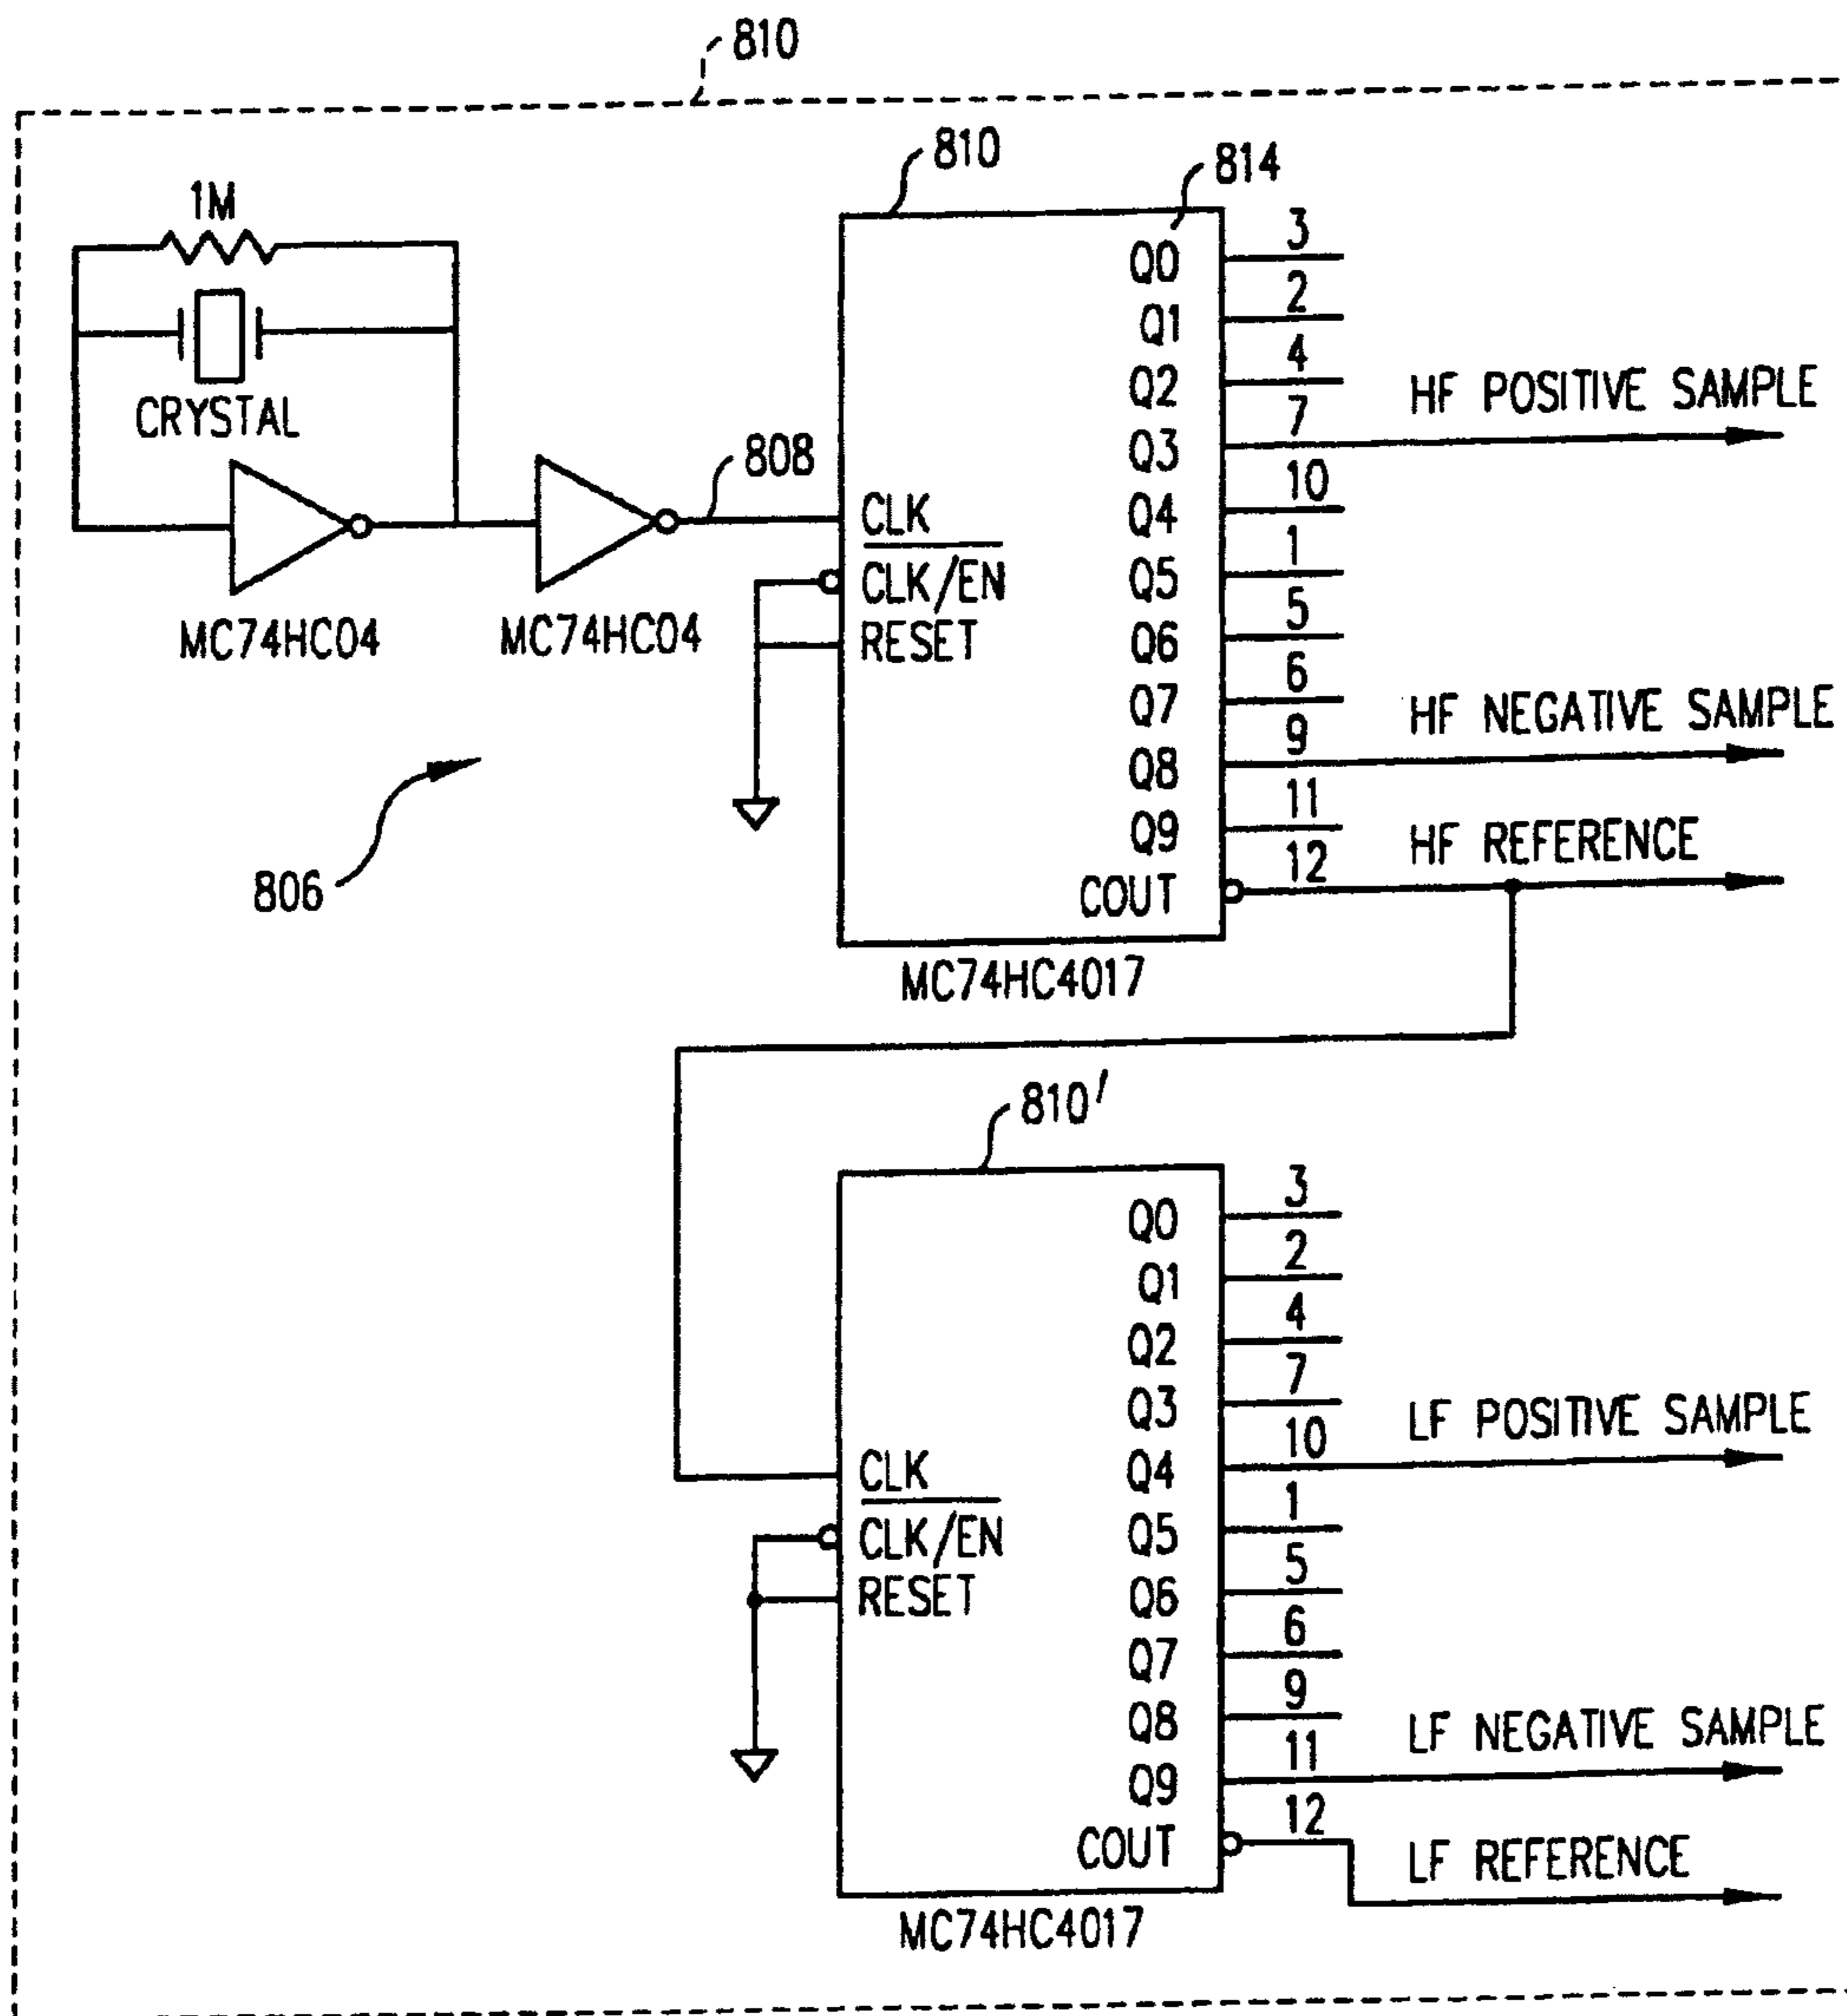 810
810
814
1M
CRYSTAL
MC74HC04
MC74HC04
808
806
CLK
CLK/EN
RESET
Q0 3
Q1 2
Q2 4
Q3 7 HF POSITIVE SAMPLE
Q4 10
Q5 1
Q6 5
Q7 6
Q8 9 HF NEGATIVE SAMPLE
Q9 11
COUT 12 HF REFERENCE
MC74HC4017
810'
CLK
CLK/EN
RESET
Q0 3
Q1 2
Q2 4
Q3 7
Q4 10 LF POSITIVE SAMPLE
Q5 1
Q6 5
Q7 6
Q8 9
Q9 11 LF NEGATIVE SAMPLE
COUT 12 LF REFERENCE
MC74HC4017